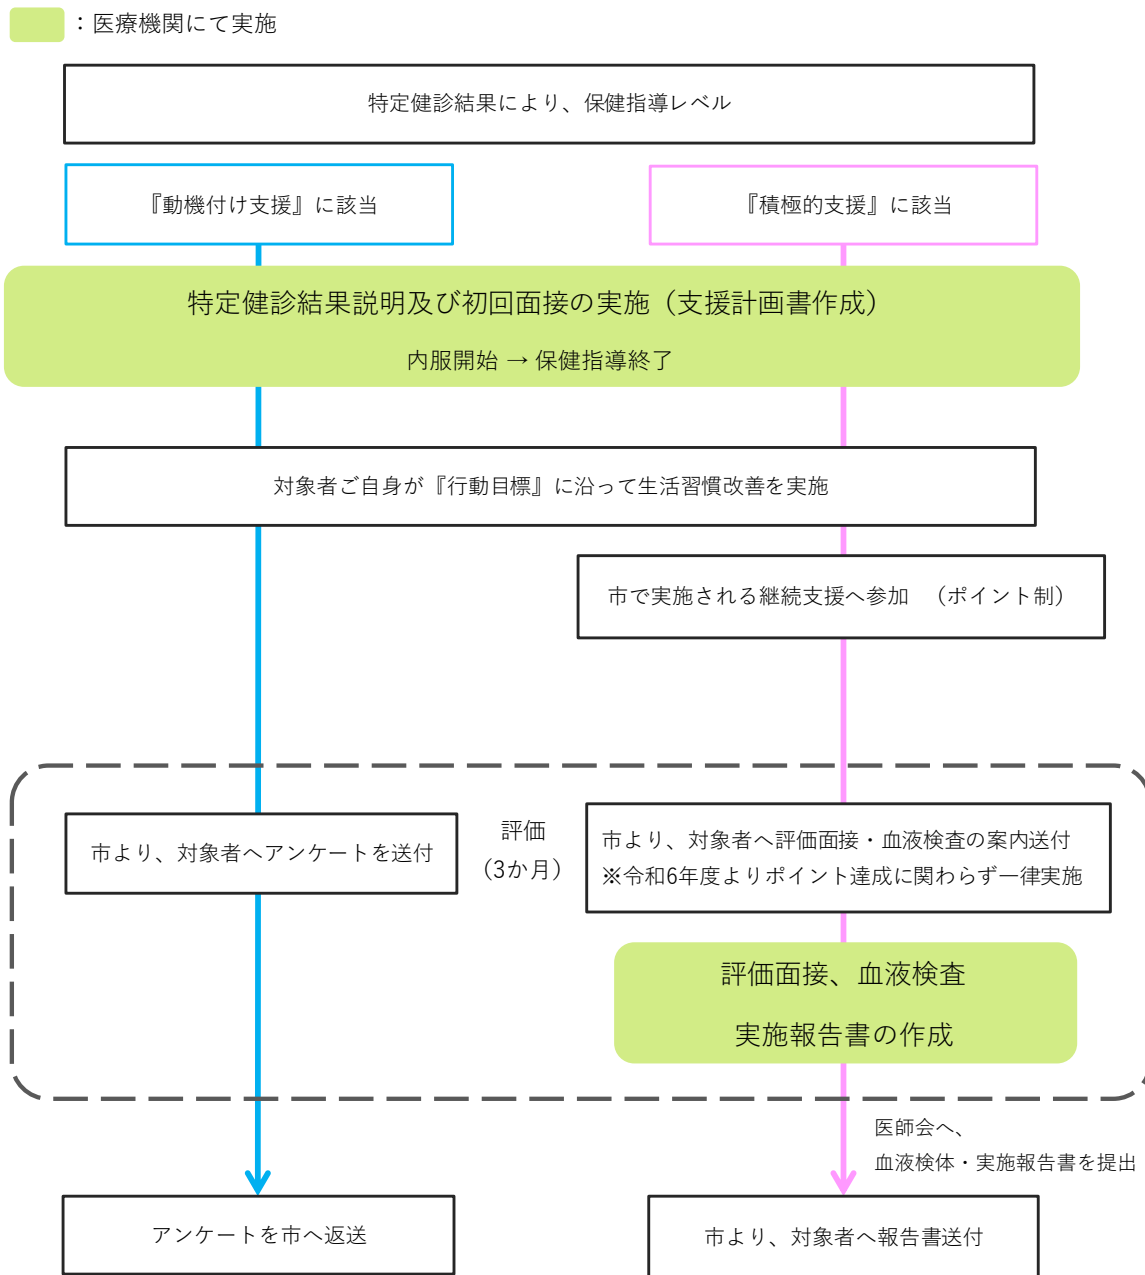 ：医療機関にて実施
特定健診結果により、保健指導レベル
『動機付け支援』に該当
『積極的支援』に該当
特定健診結果説明及び初回面接の実施（支援計画書作成）
内服開始 → 保健指導終了
対象者ご自身が『行動目標』に沿って生活習慣改善を実施
市で実施される継続支援へ参加　（ポイント制）
市より、対象者へアンケートを送付
評価
（3か月）
市より、対象者へ評価面接・血液検査の案内送付
※令和6年度よりポイント達成に関わらず一律実施
評価面接、血液検査
実施報告書の作成
医師会へ、
血液検体・実施報告書を提出
アンケートを市へ返送
市より、対象者へ報告書送付